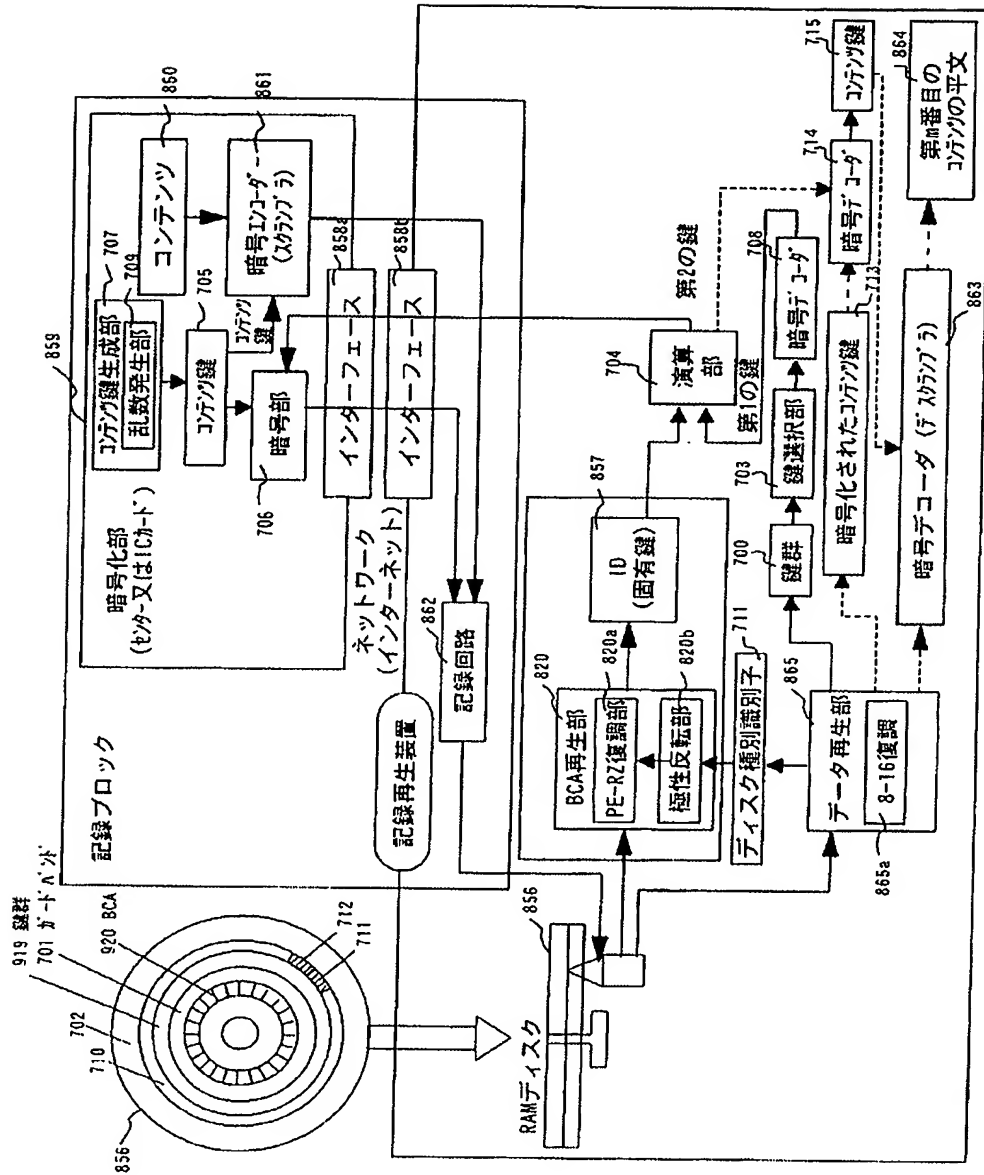 856
710
702
919 鍵群
701 ガードバンド
920 BCA
712
711
記録ブロック
859
暗号化部
(センター又はICカード)
コンテンツ鍵生成部
707
乱数発生部
709
コンテンツ
860
コンテンツ鍵
705
コンテンツ
鍵
暗号エンコーダ
(スクランブラ)
861
暗号部
706
インターフェース
858a
インターフェース
858b
ネットワーク
(インターネット)
記録再生装置
862
記録回路
RAMディスク
856
820
BCA再生部
820a
PE-RZ復調部
820b
極性反転部
ID
(固有鍵)
857
ディスク種別識別子
711
865
データ再生部
8-16復調
865a
704
演算部
第2の鍵
第1の鍵
700
鍵群
703
鍵選択部
708
暗号デコーダ
暗号化されたコンテンツ鍵
713
714
暗号デコーダ
715
コンテンツ鍵
暗号デコーダ (デスクランブラ)
863
864
第m番目の
コンテンツの平文